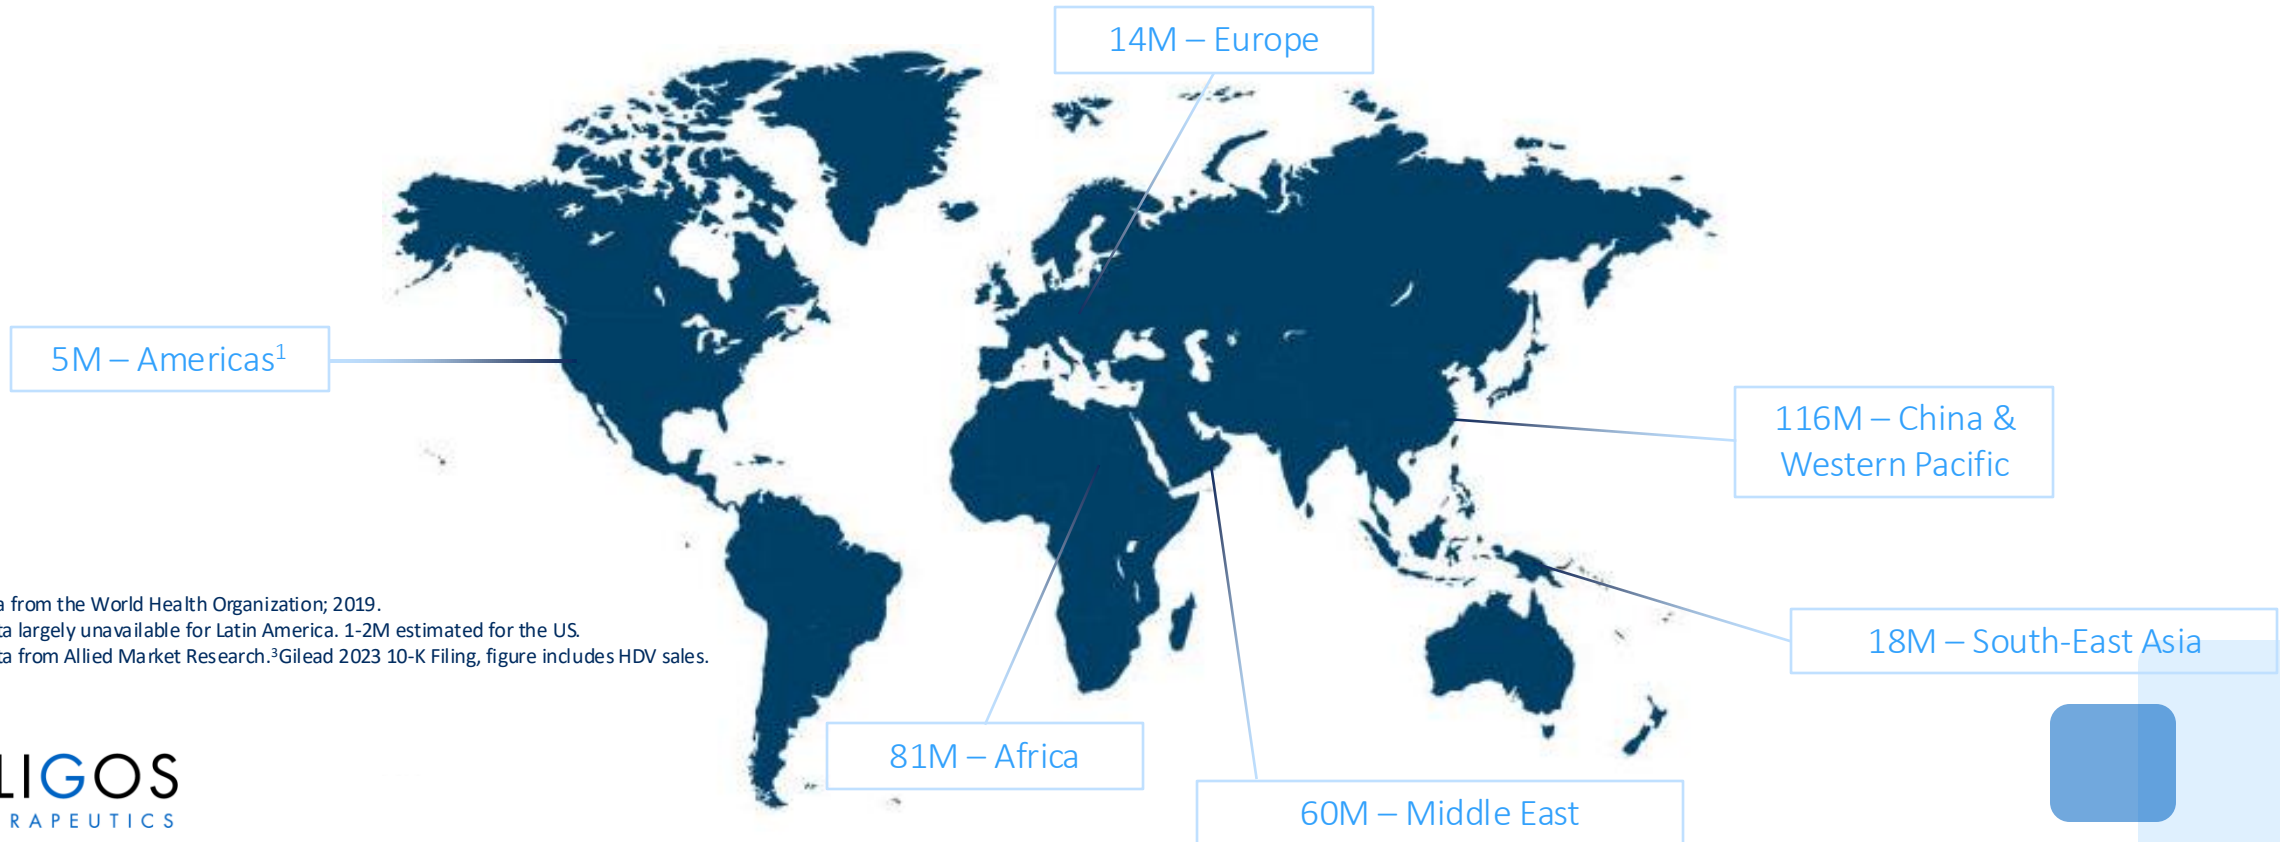 14M – Europe
5M – Americas¹
116M – China &
Western Pacific
from the World Health Organization; 2019.
largely unavailable for Latin America. 1-2M estimated for the US.
from Allied Market Research.³Gilead 2023 10-K Filing, figure includes HDV sales.
18M – South-East Asia
81M – Africa
60M – Middle East
LIGOS
RAPEUTICS